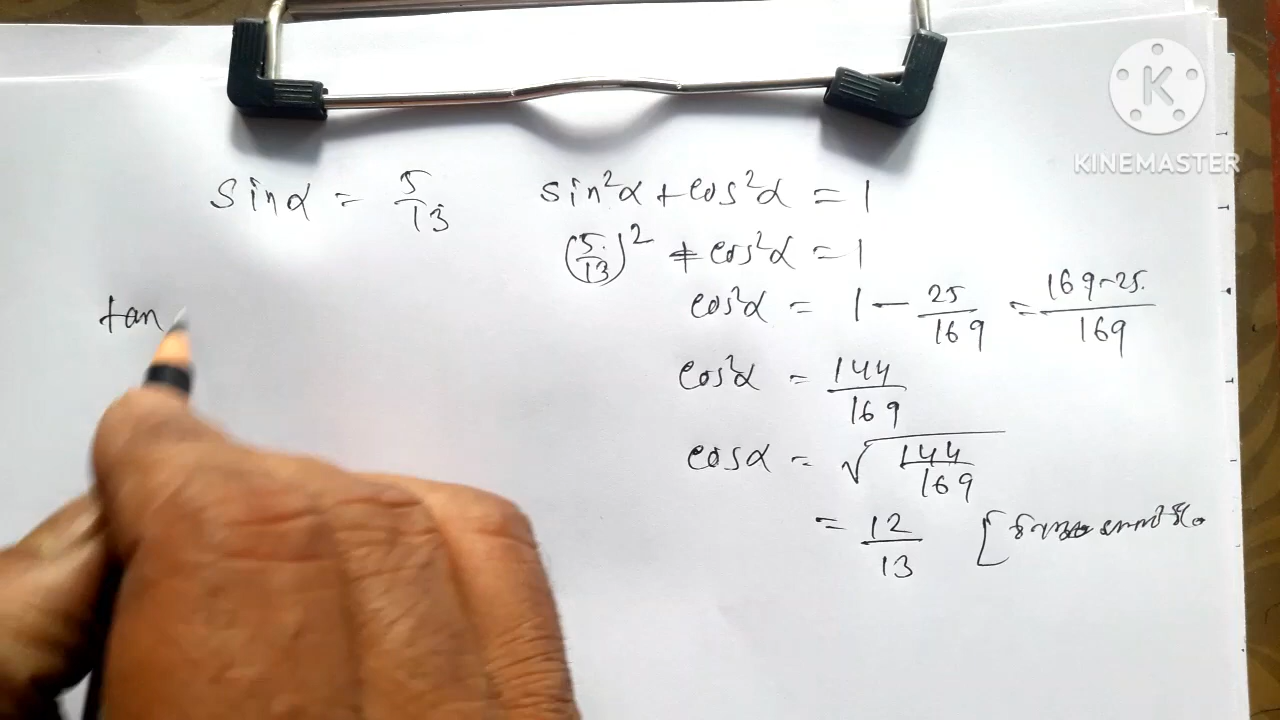 KINEMASTER
sinα = 5/13
sin²α + cos²α = 1
(5/13)² + cos²α = 1
cos²α = 1 - 25/169 = 169-25/169
cos²α = 144/169
cosα = √144/169
= 12/13 [
tan